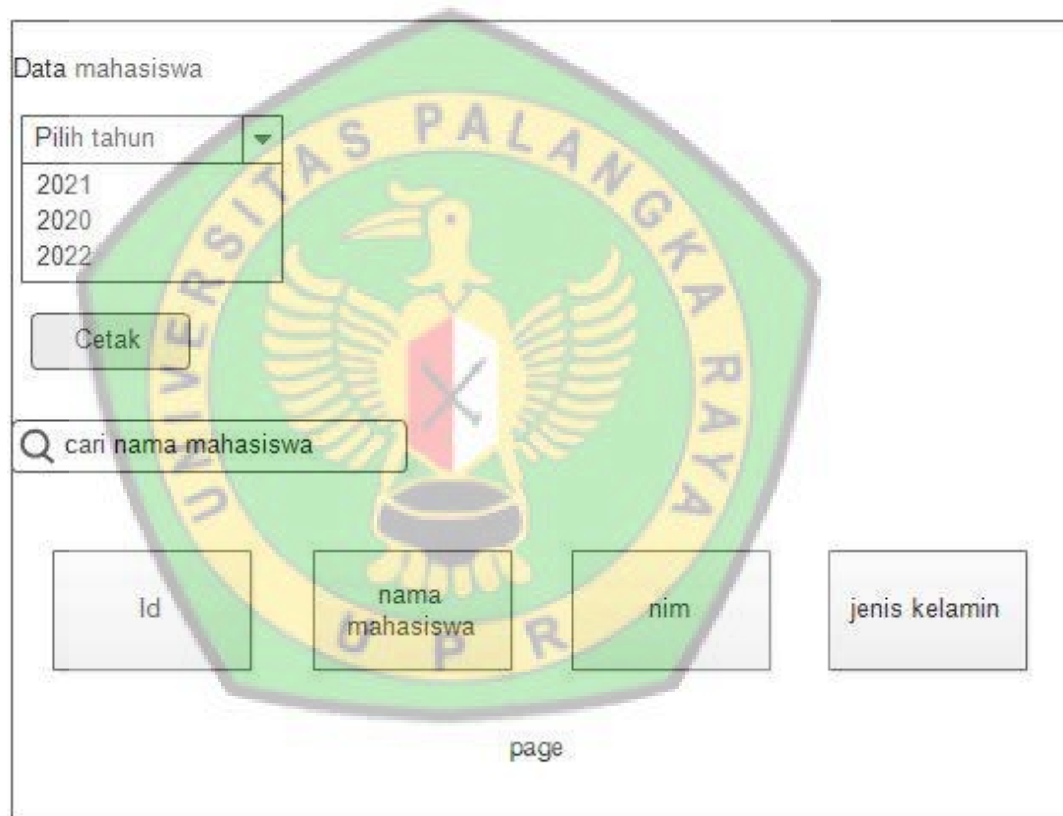 Data mahasiswa
Pilih tahun
2021
2020
2022
Cetak
cari nama mahasiswa
Id
nama
mahasiswa
nim
jenis kelamin
page
UNIVERSITAS PALANGKA RAYA
UPR